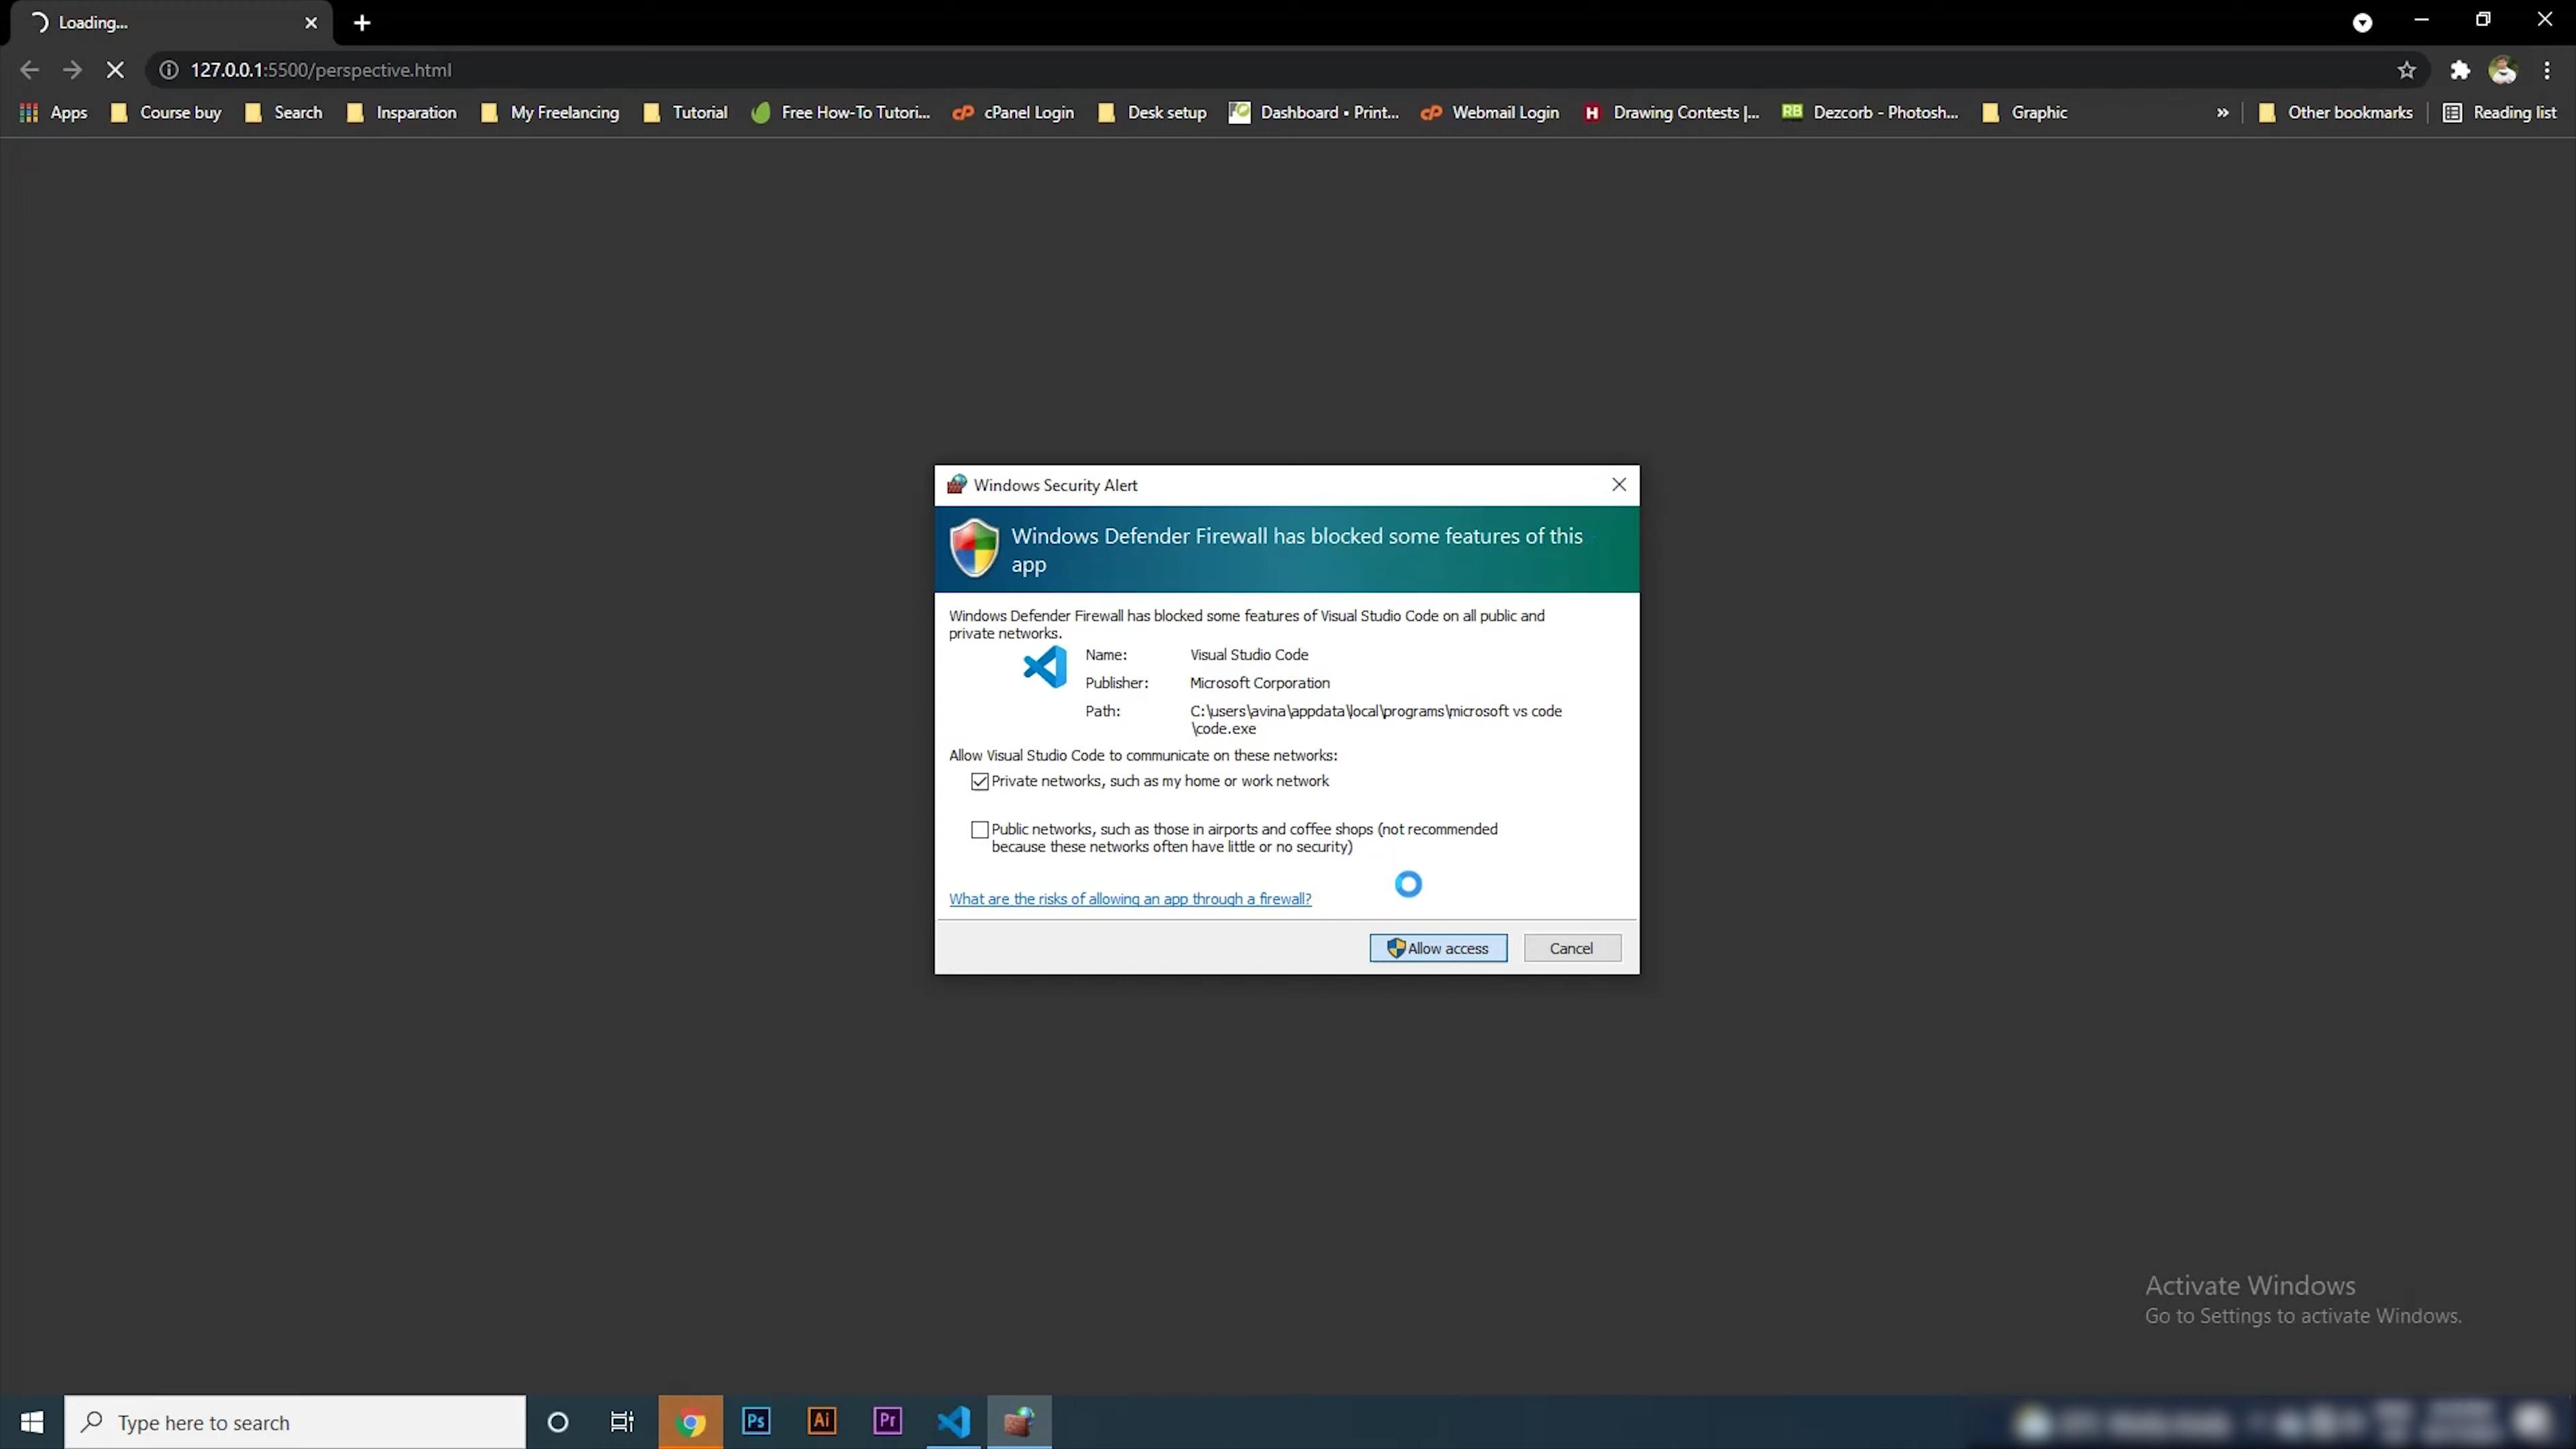 Loading...
127.0.0.1:5500/perspective.html
Apps Course buy Search Insparation My Freelancing Tutorial Free How-To Tutori... cPanel Login Desk setup Dashboard • Print... Webmail Login Drawing Contests |... Dezcorb - Photosh... Graphic » Other bookmarks Reading list
Windows Security Alert
Windows Defender Firewall has blocked some features of this
app
Windows Defender Firewall has blocked some features of Visual Studio Code on all public and
private networks.
Name: Visual Studio Code
Publisher: Microsoft Corporation
Path: C:\users\avina\appdata\local\programs\microsoft vs code
\code.exe
Allow Visual Studio Code to communicate on these networks:
Private networks, such as my home or work network
Public networks, such as those in airports and coffee shops (not recommended
because these networks often have little or no security)
What are the risks of allowing an app through a firewall?
Allow access Cancel
Activate Windows
Go to Settings to activate Windows.
Type here to search Ps Ai Pr